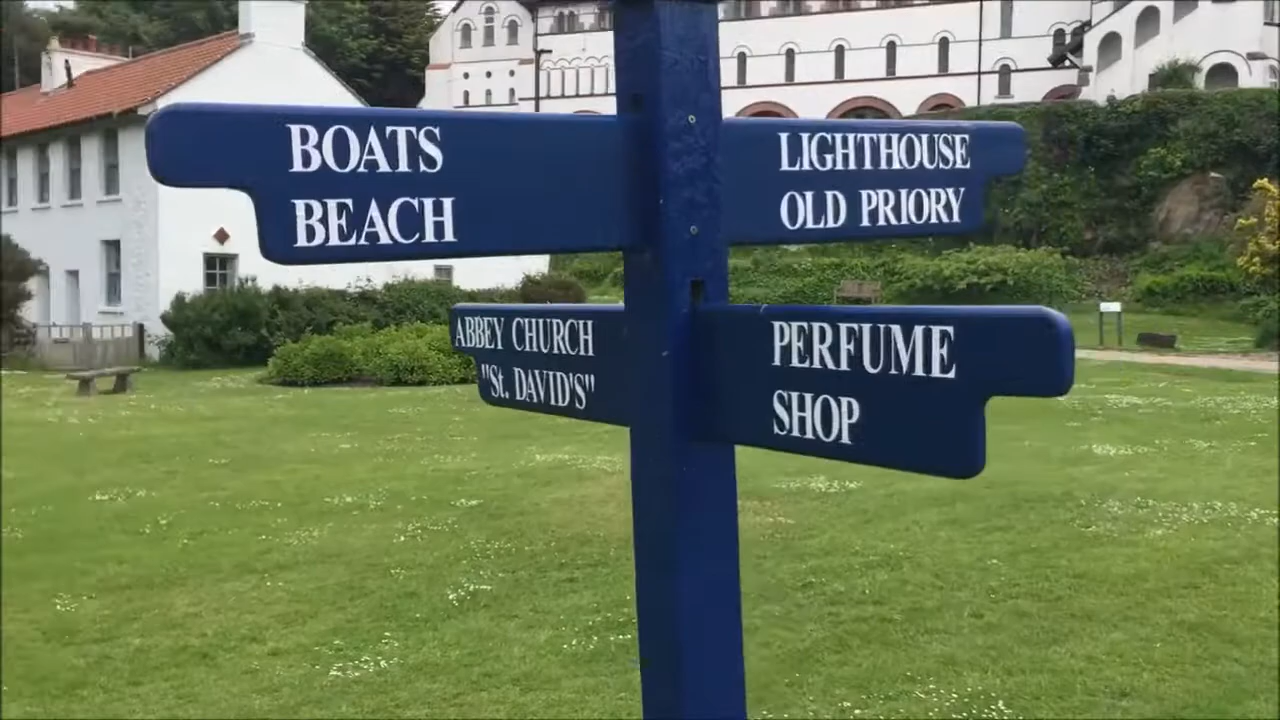 BOATS
BEACH
LIGHTHOUSE
OLD PRIORY
ABBEY CHURCH
"St. DAVID'S"
PERFUME
SHOP